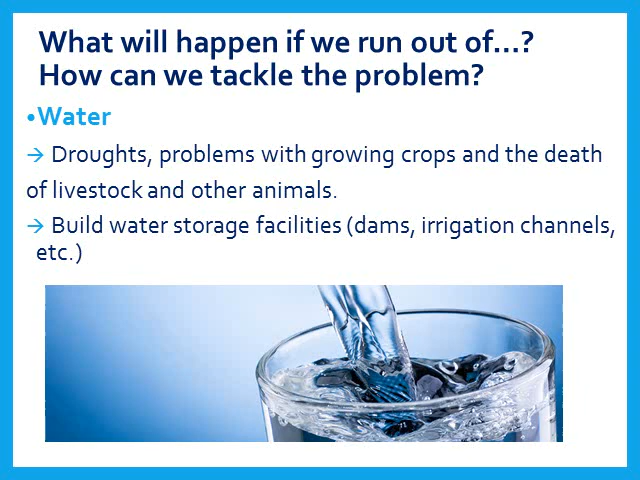 What will happen if we run out of...?
How can we tackle the problem?
•Water
→ Droughts, problems with growing crops and the death
of livestock and other animals.
→ Build water storage facilities (dams, irrigation channels,
etc.)